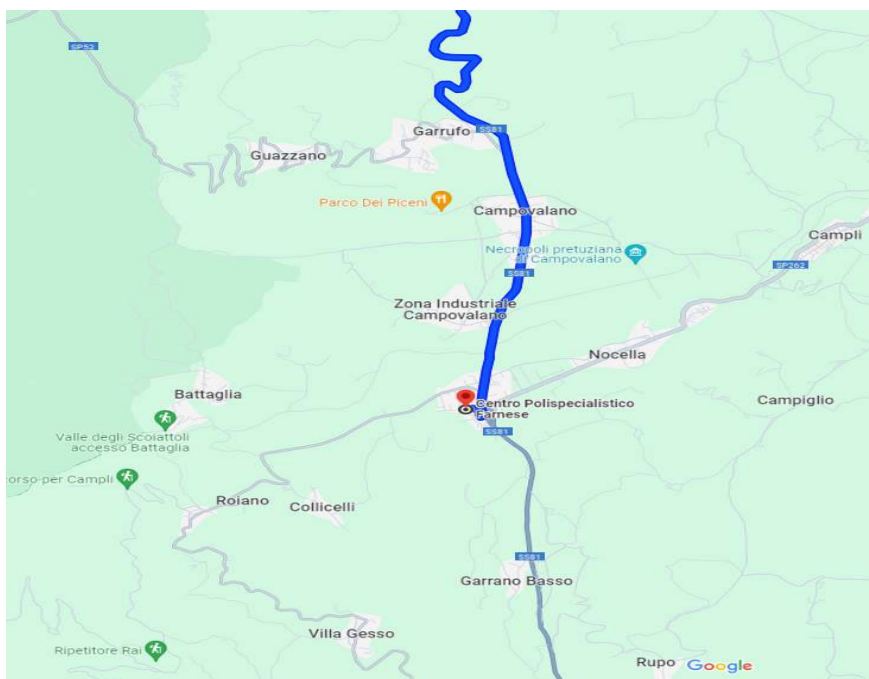 SP52
Garrufo
SS81
Guazzano
Parco Dei Piceni
Campovalano
Campli
Necropoli pretuziana
di Campovalano
SP262
SS81
Zona Industriale
Campovalano
Nocella
Battaglia
Centro Polispecialistico
Farnese
Campiglio
SS81
Valle degli Scoiattoli
accesso Battaglia
corso per Campli
Roiano
Collicelli
SS81
Garrano Basso
Villa Gesso
Ripetitore Rai
Rupo
Google